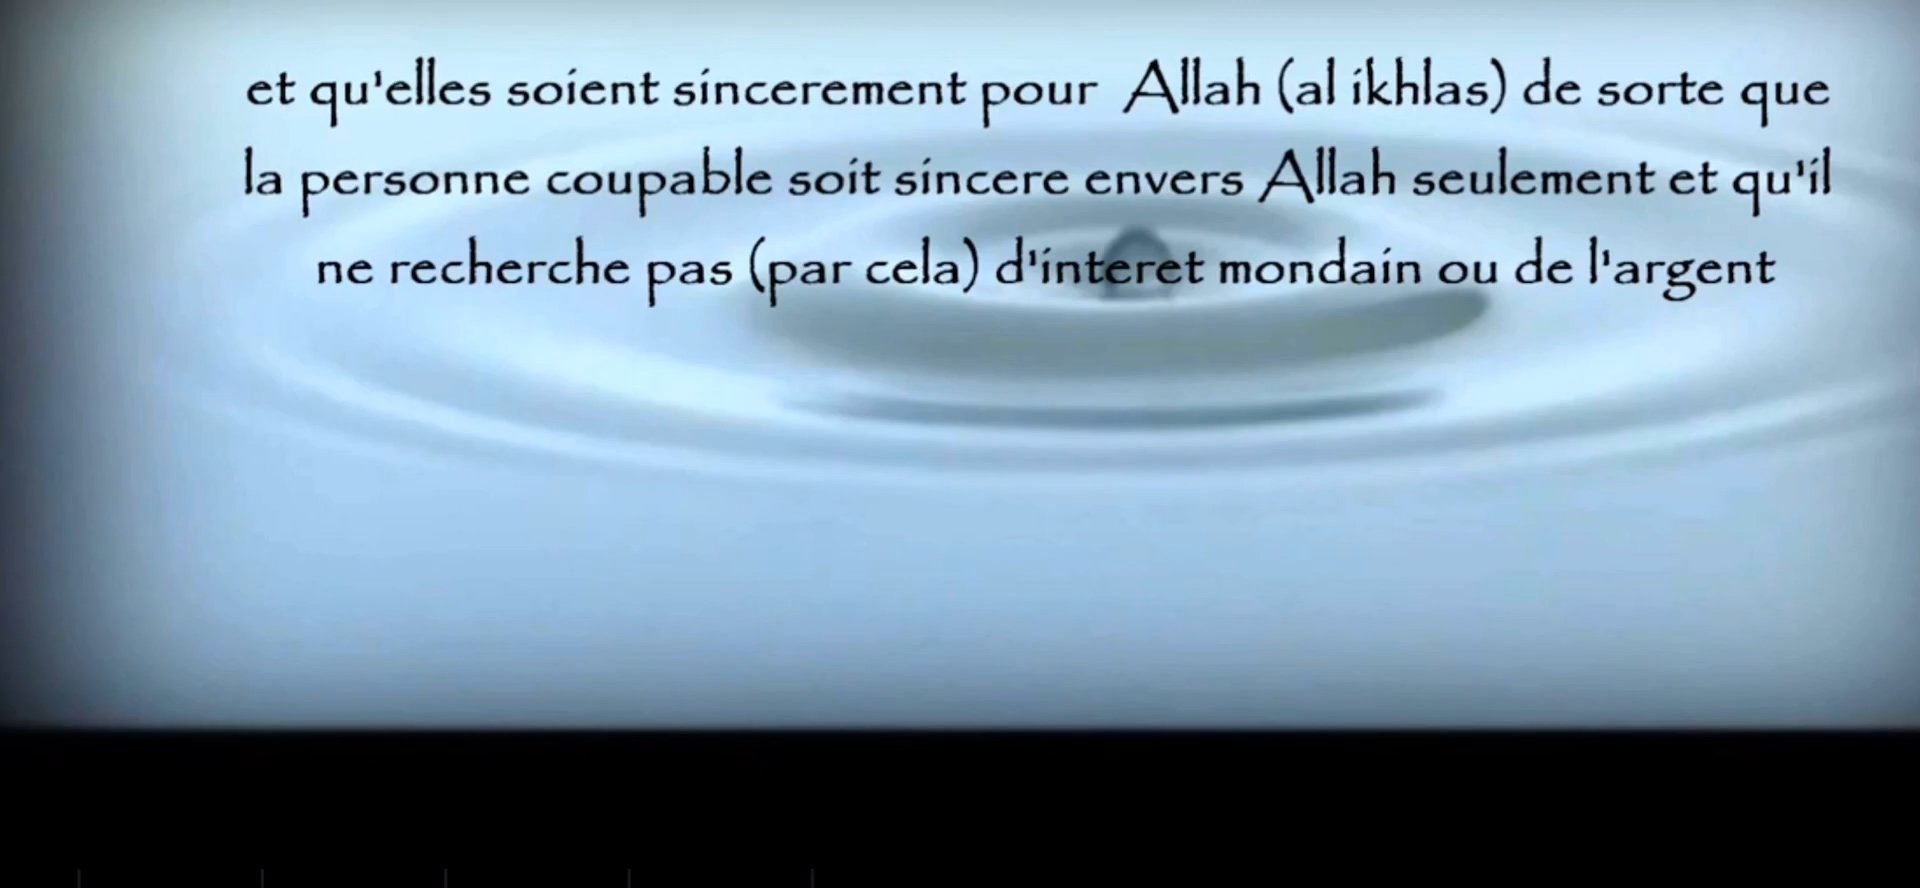 et qu'elles soient sincerement pour Allah (al ikhlas) de sorte que
la personne coupable soit sincere envers Allah seulement et qu'il
ne recherche pas (par cela) d'interet mondain ou de l'argent